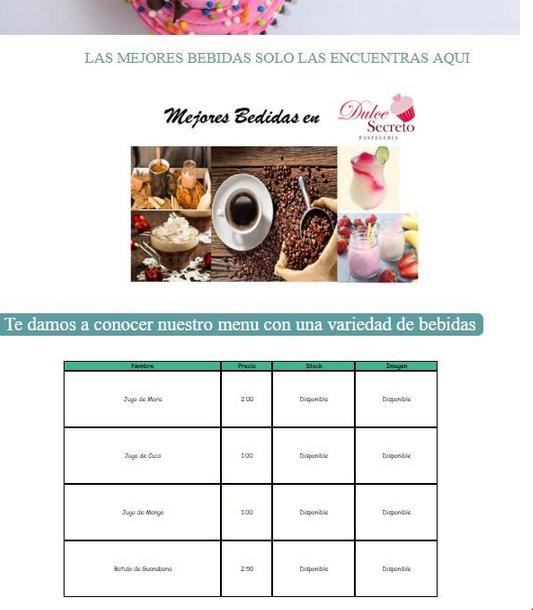 LAS MEJORES BEBIDAS SOLO LAS ENCUENTRAS AQUI
Mejores Bedidas en
Dulce
Secreto
PASTELERIA
Te damos a conocer nuestro menu con una variedad de bebidas
Nombre Precio Stock Imagen
Jugo de Mora 2.00 Disponible Disponible
Jugo de Coco 1.00 Disponible Disponible
Jugo de Mango 1.00 Disponible Disponible
Batido de Guanabana 2.50 Disponible Disponible